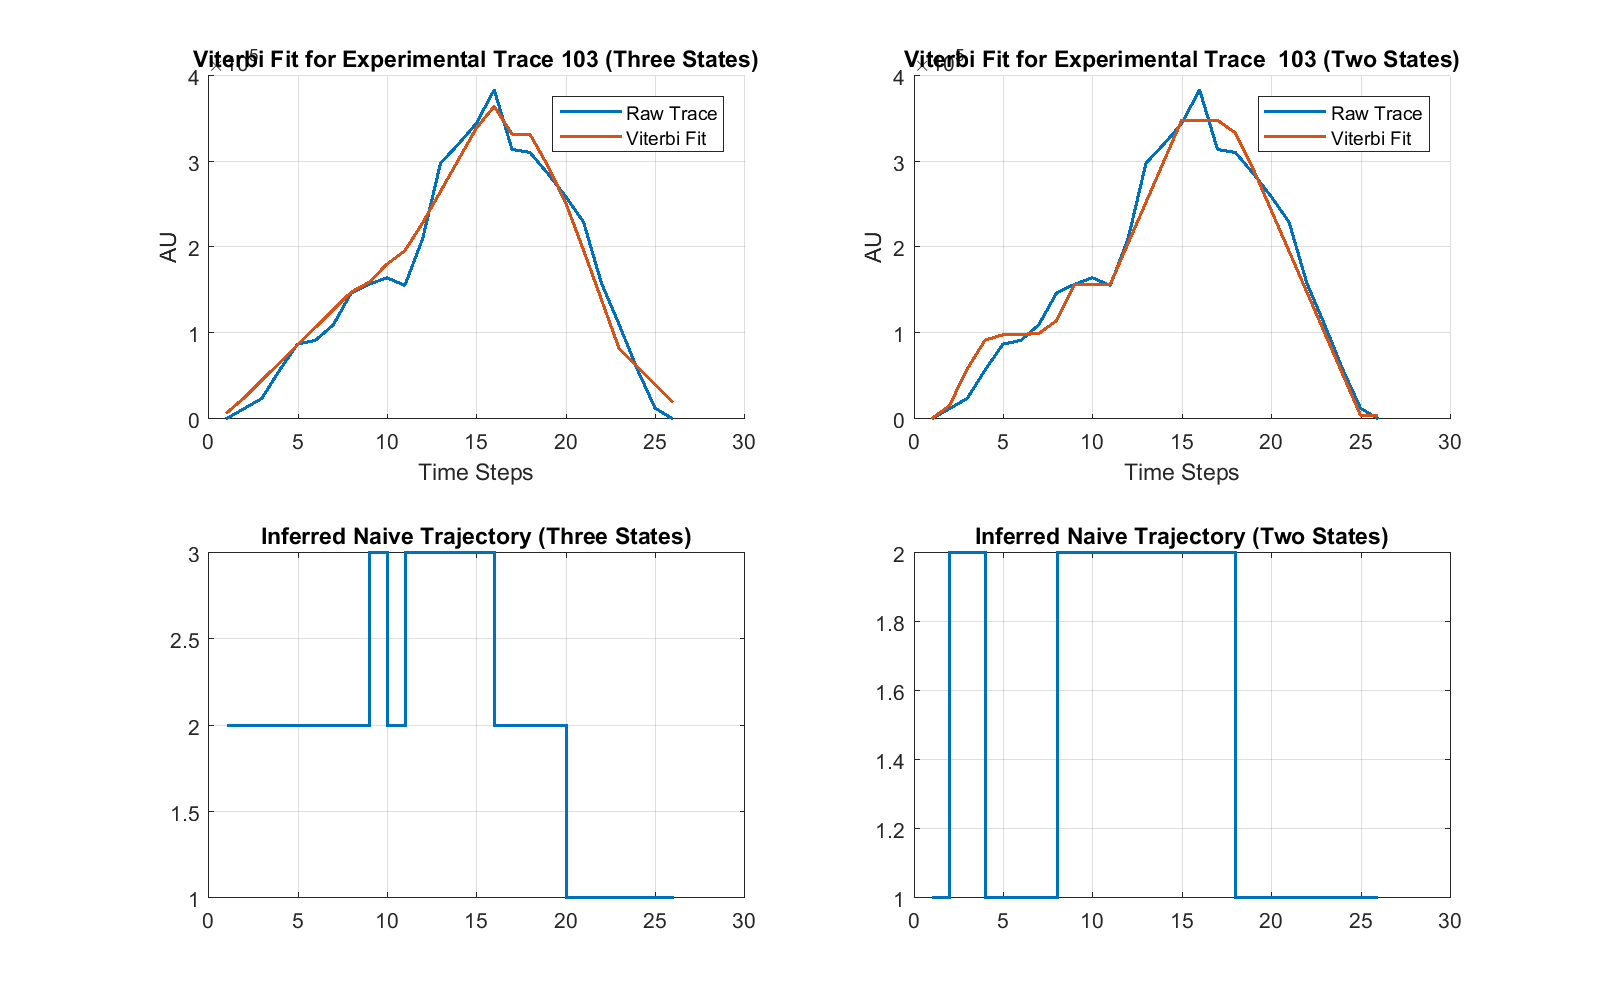 Viterbi Fit for Experimental Trace 103 (Three States)
×10^5
4
3
2
1
0
AU
0 5 10 15 20 25 30
Time Steps
Raw Trace
Viterbi Fit
Viterbi Fit for Experimental Trace  103 (Two States)
×10^5
4
3
2
1
0
AU
0 5 10 15 20 25 30
Time Steps
Raw Trace
Viterbi Fit
Inferred Naive Trajectory (Three States)
3
2.5
2
1.5
1
0 5 10 15 20 25 30
Inferred Naive Trajectory (Two States)
2
1.8
1.6
1.4
1.2
1
0 5 10 15 20 25 30